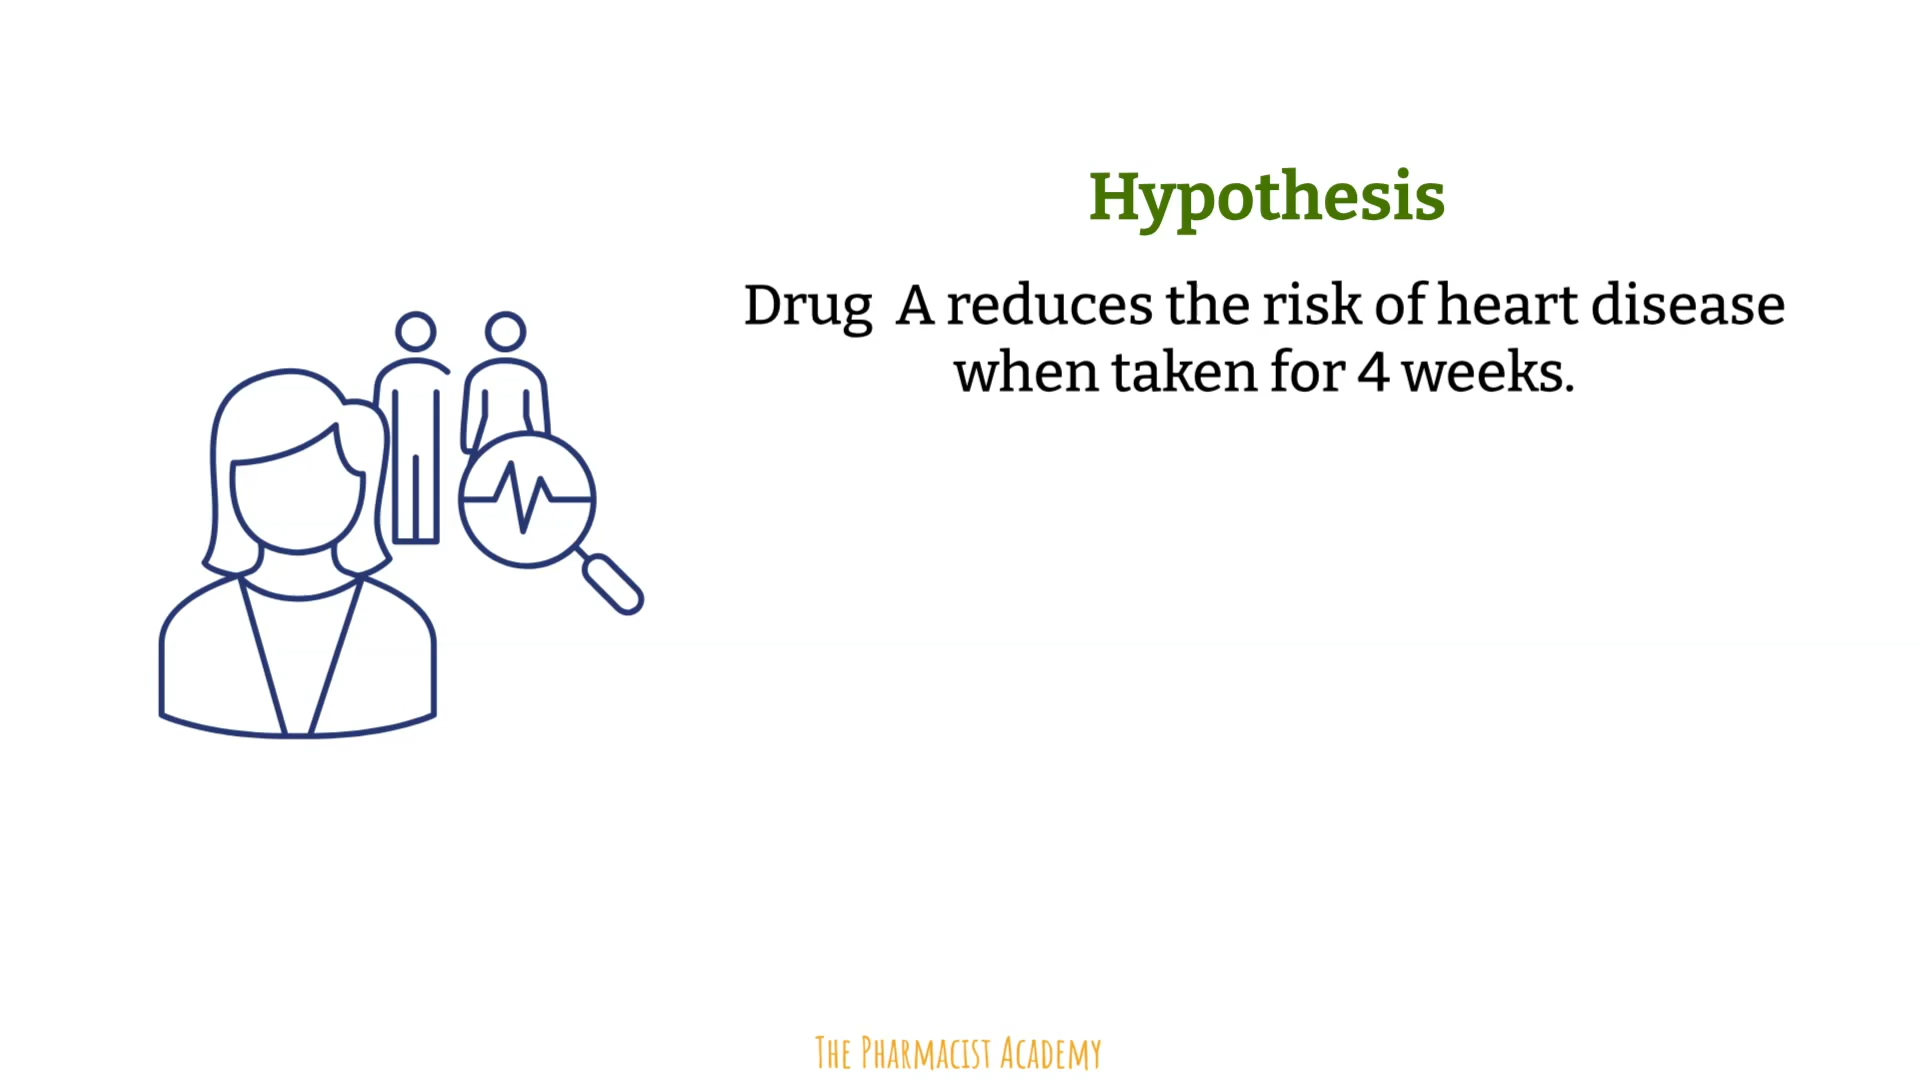 Hypothesis
Drug A reduces the risk of heart disease
when taken for 4 weeks.
THE PHARMACIST ACADEMY